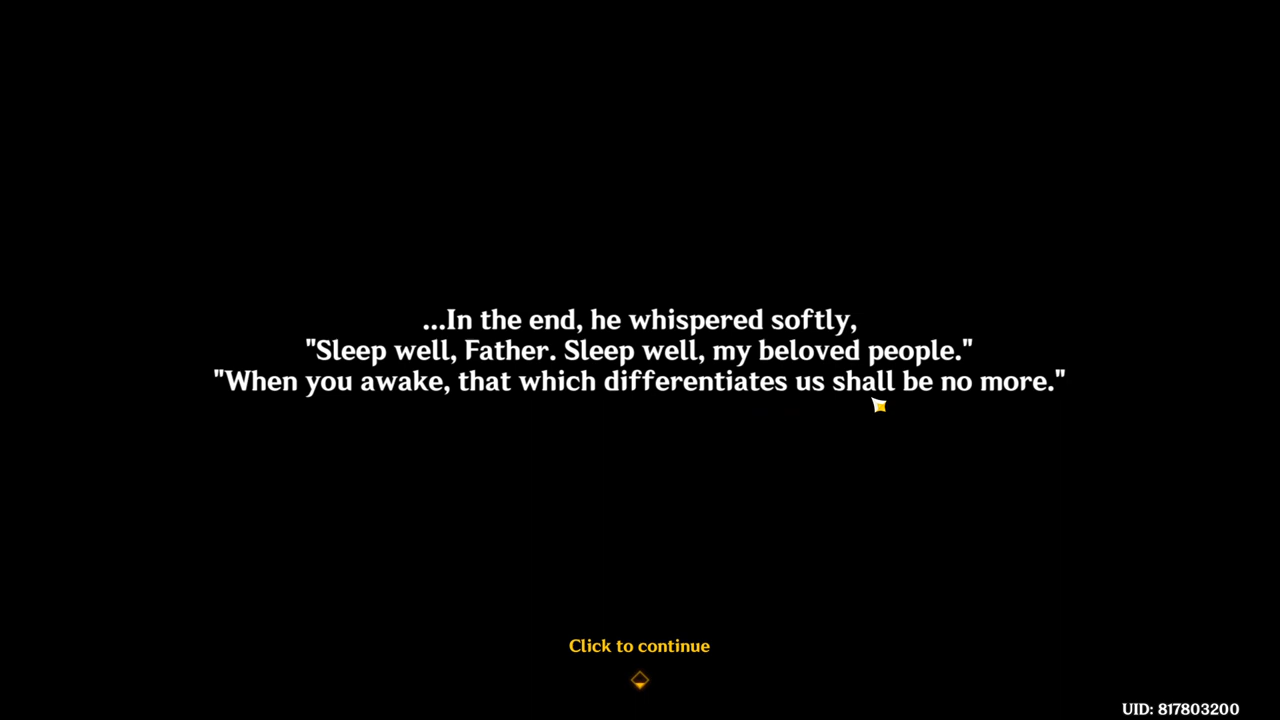 ...In the end, he whispered softly,
"Sleep well, Father. Sleep well, my beloved people."
"When you awake, that which differentiates us shall be no more."
Click to continue
UID: 817803200